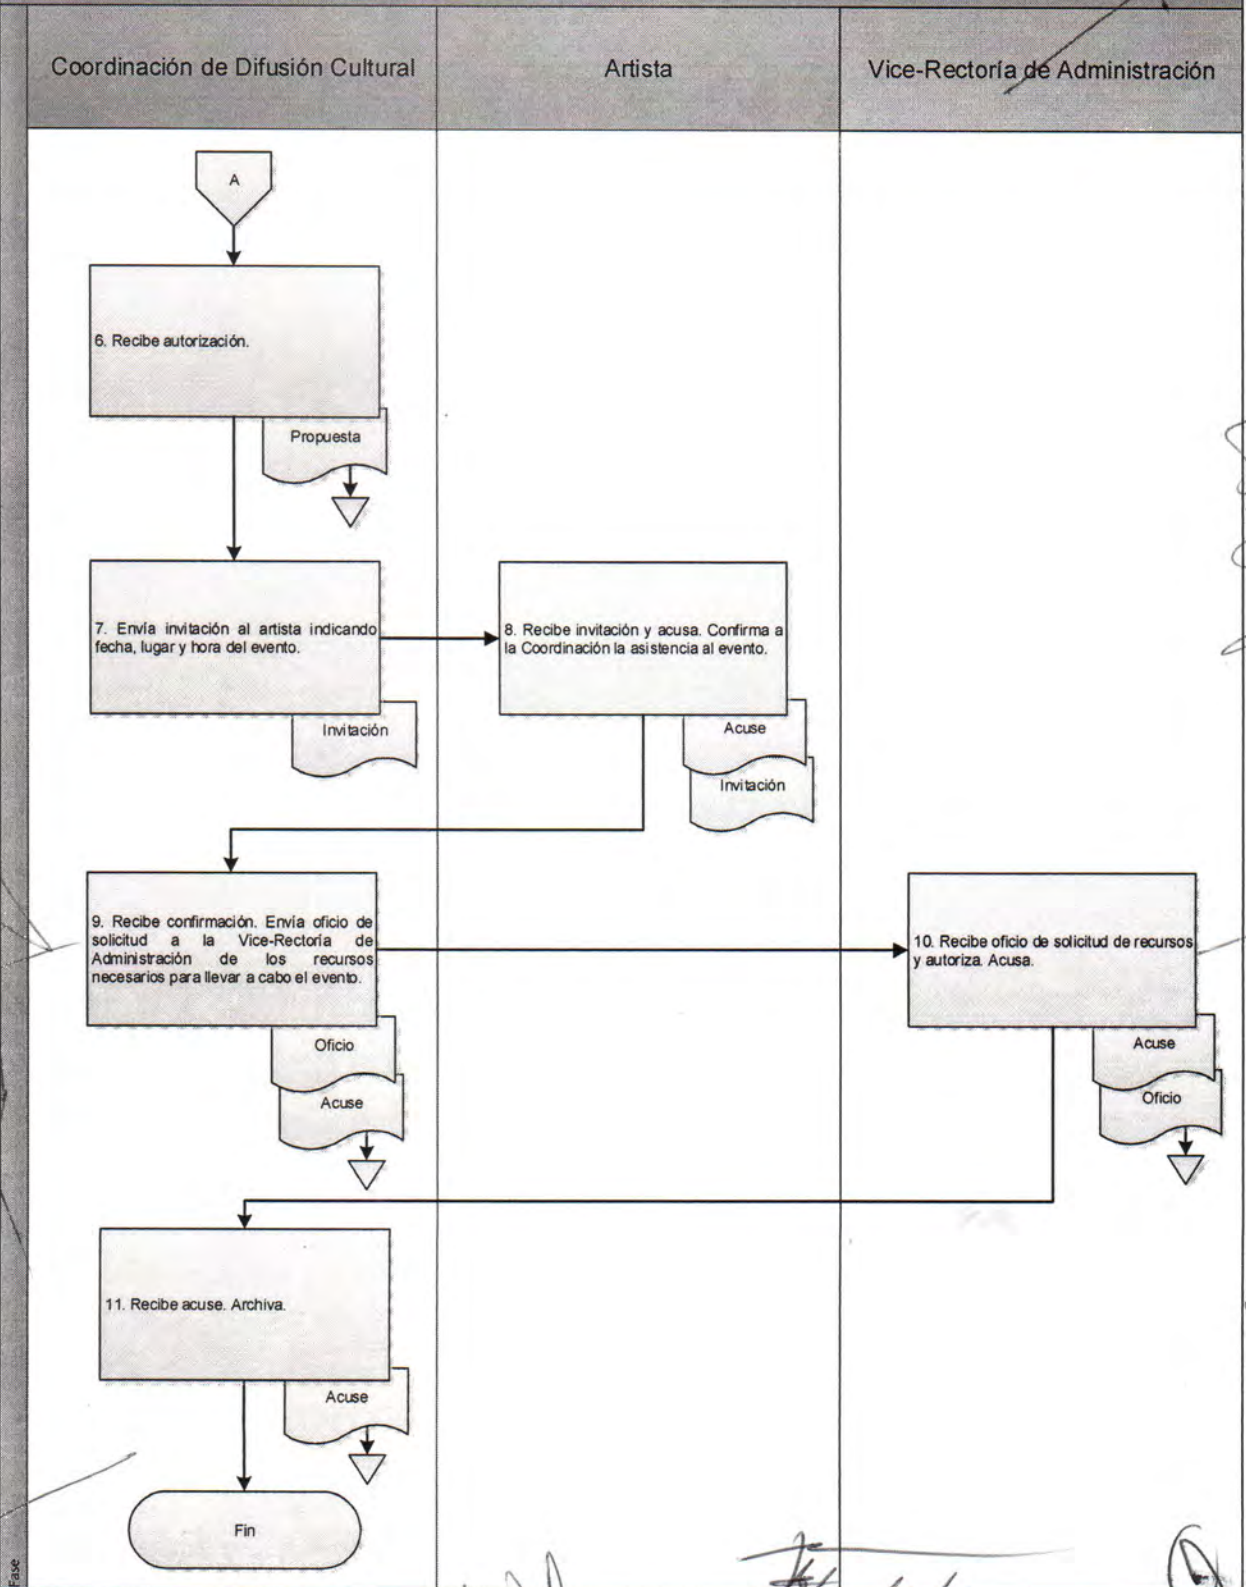 Coordinación de Difusión Cultural
Artista
Vice-Rectoría de Administración
A
6. Recibe autorización.
Propuesta
7. Envía invitación al artista indicando
fecha, lugar y hora del evento.
Invitación
8. Recibe invitación y acusa. Confirma a
la Coordinación la asistencia al evento.
Acuse
Invitación
9. Recibe confirmación. Envía oficio de
solicitud a la Vice-Rectoría de
Administración de los recursos
necesarios para llevar a cabo el evento.
Oficio
Acuse
10. Recibe oficio de solicitud de recursos
y autoriza. Acusa.
Acuse
Oficio
11. Recibe acuse. Archiva.
Acuse
Fin
Fase